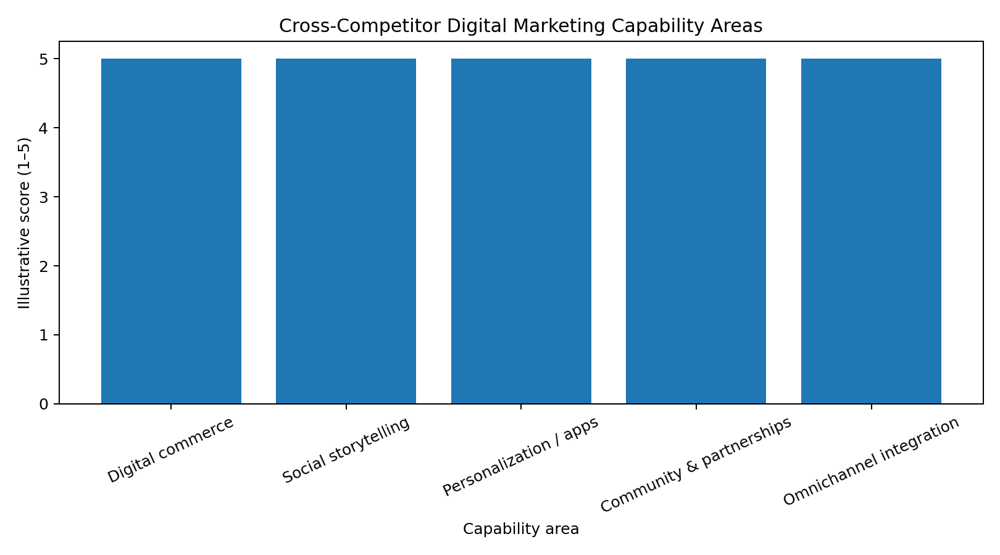 Cross-Competitor Digital Marketing Capability Areas
Illustrative score (1–5)
5
4
3
2
1
0
Digital commerce
Social storytelling
Personalization / apps
Community & partnerships
Omnichannel integration
Capability area